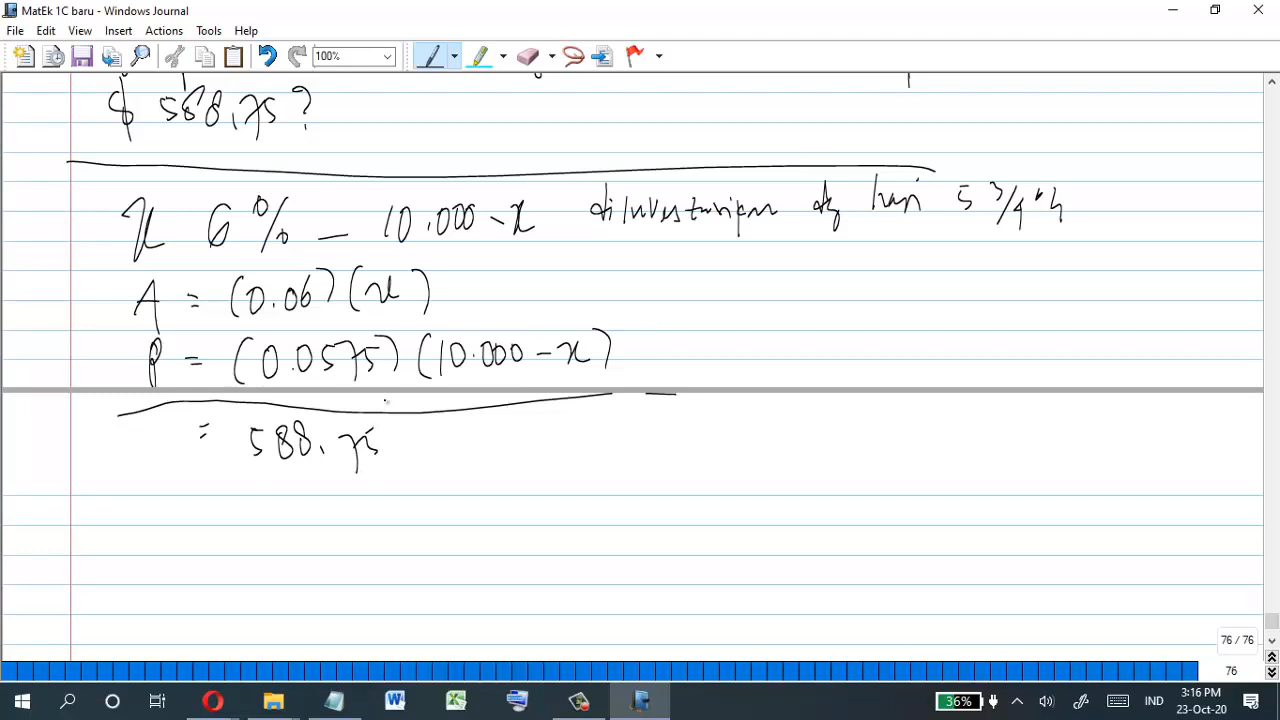 MatEk 1C baru - Windows Journal
File Edit View Insert Actions Tools Help
100%
$ 588,75 ?
x 6% - 10.000 - x diinvestasikan dg 5 3/4 %
A = (0.06) (x)
P = (0.0575) (10.000 - x)
= 588.75
76 / 76
76
36% IND 3:16 PM
23-Oct-20